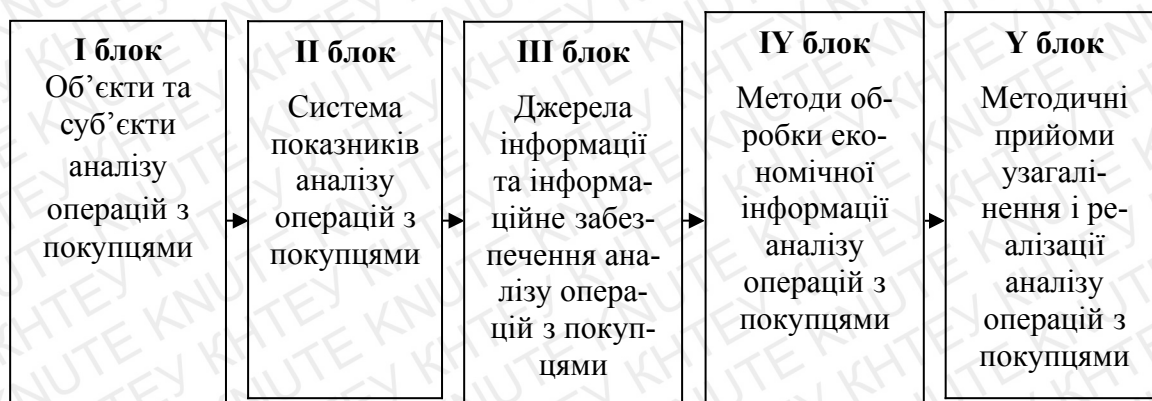 І блок
Об’єкти та
суб’єкти
аналізу
операцій з
покупцями
ІІ блок
Система
показників
аналізу
операцій з
покупцями
ІІІ блок
Джерела
інформації
та інформа-
ційне забез-
печення ана-
лізу опера-
цій з покуп-
цями
ІY блок
Методи об-
робки еко-
номічної
інформації
аналізу
операцій з
покупцями
Y блок
Методичні
прийоми
узагалі-
нення і ре-
алізації
аналізу
операцій з
покупцями